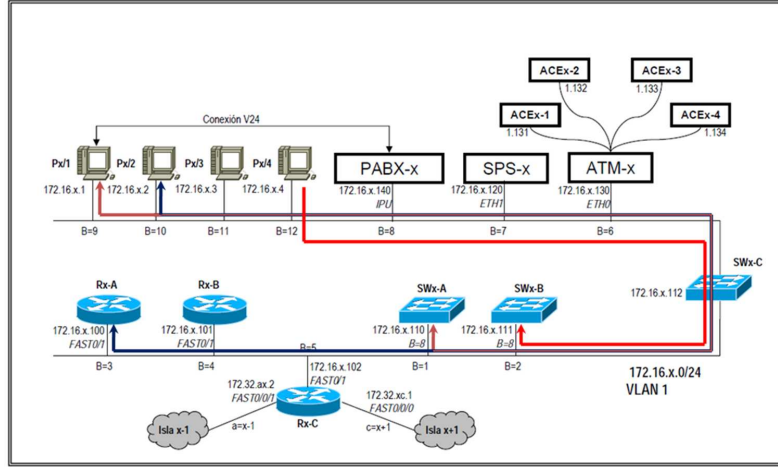 ACEx-2
1.132
ACEx-3
1.133
ACEx-1
1.131
ACEx-4
1.134
Conexión V24
Px/1
172.16.x.1
Px/2
172.16.x.2
Px/3
172.16.x.3
Px/4
172.16.x.4
PABX-x
172.16.x.140
IPU
SPS-x
172.16.x.120
ETH1
ATM-x
172.16.x.130
ETH0
B=9
B=10
B=11
B=12
B=8
B=7
B=6
SWx-C
172.16.x.112
Rx-A
172.16.x.100
FAST0/1
Rx-B
172.16.x.101
FAST0/1
SWx-A
172.16.x.110
B=8
SWx-B
172.16.x.111
B=8
B=3
B=4
B=5
B=1
B=2
172.16.x.0/24
VLAN 1
172.16.x.102
FAST0/1
172.32.ax.2
FAST0/0/1
172.32.xc.1
FAST0/0/0
Rx-C
Isla x-1
a=x-1
c=x+1
Isla x+1